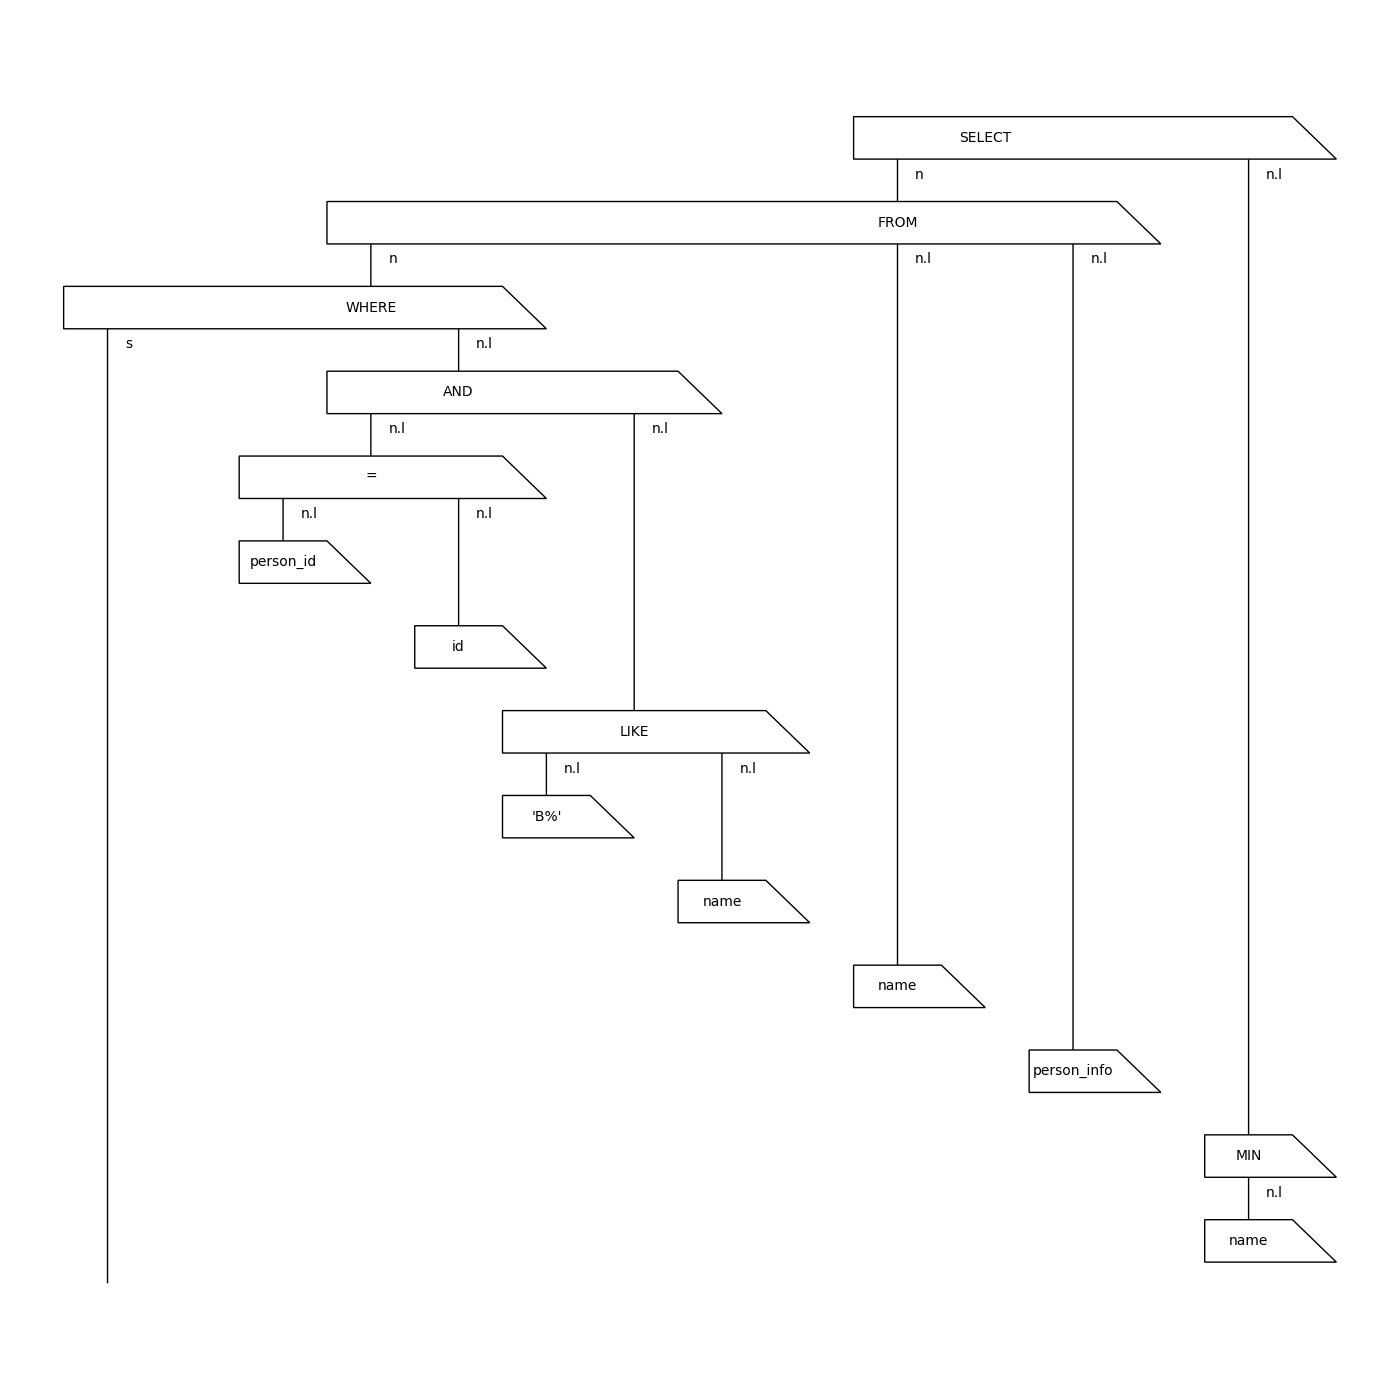 SELECT
n n.l
FROM
n n.l n.l
WHERE
s n.l
AND
n.l n.l
=
n.l n.l
person_id
id
LIKE
n.l n.l
'B%'
name
name
person_info
MIN
n.l
name